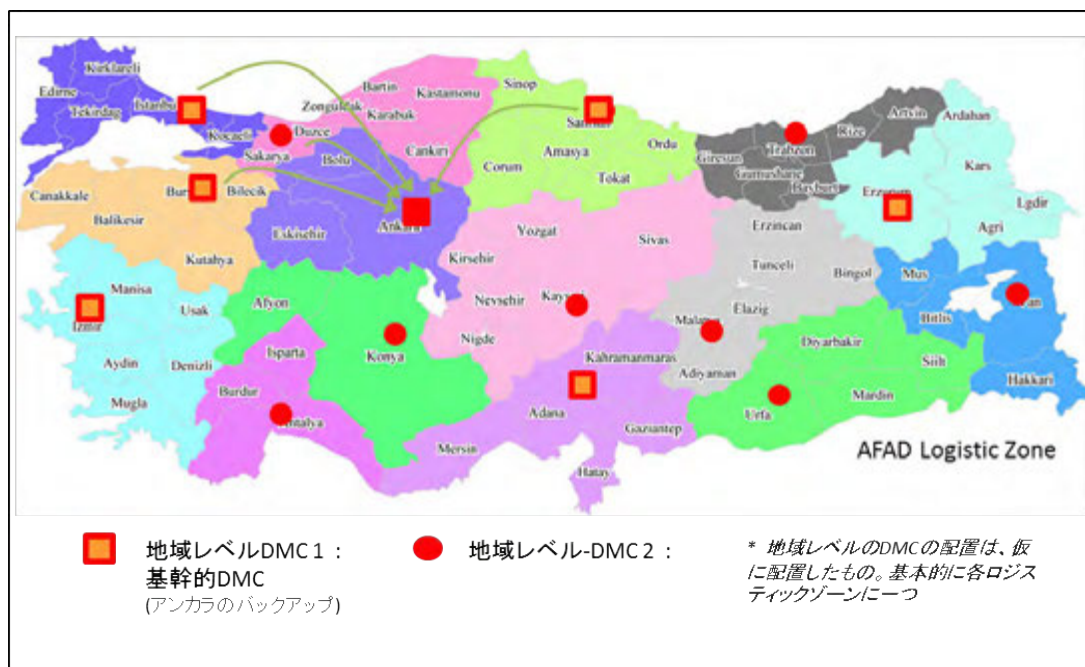 Kirklareli
Edirne
Tekirdag
Istanbul
Kocaeli
Sakarya
Duzce
Zonguldak
Bartin
Karabuk
Kastamonu
Cankiri
Bolu
Sinop
Corum
Amasya
Ordu
Tokat
Giresun
Trabzon
Rize
Artvin
Gumushane
Bayburt
Ardahan
Kars
Erzurum
Agri
Lgdir
Canakkale
Balikesir
Bilecik
Kutahya
Eskisehir
Ankara
Kirsehir
Yozgat
Sivas
Nevsehir
Nigde
Erzincan
Tunceli
Bingol
Elazig
Adiyaman
Mus
Bitlis
Hakkari
Manisa
Izmir
Usak
Aydin
Denizli
Mugla
Afyon
Konya
Isparta
Burdur
Kahramanmaras
Adana
Mersin
Gaziantep
Hatay
Diyarbakir
Siilt
Mardin
Urfa
AFAD Logistic Zone
地域レベルDMC 1 :
基幹的DMC
(アンカラのバックアップ)
地域レベル-DMC 2 :
* 地域レベルのDMCの配置は、仮
に配置したもの。基本的に各ロジス
ティックゾーンに一つ